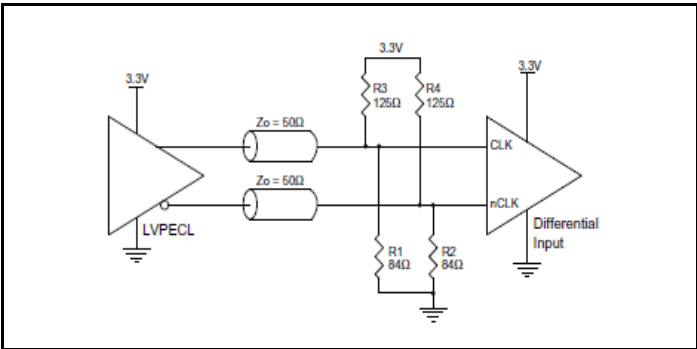 3.3V
3.3V
3.3V
R3
125Ω
R4
125Ω
Zo = 50Ω
CLK
Zo = 50Ω
nCLK
LVPECL
Differential
Input
R1
84Ω
R2
84Ω